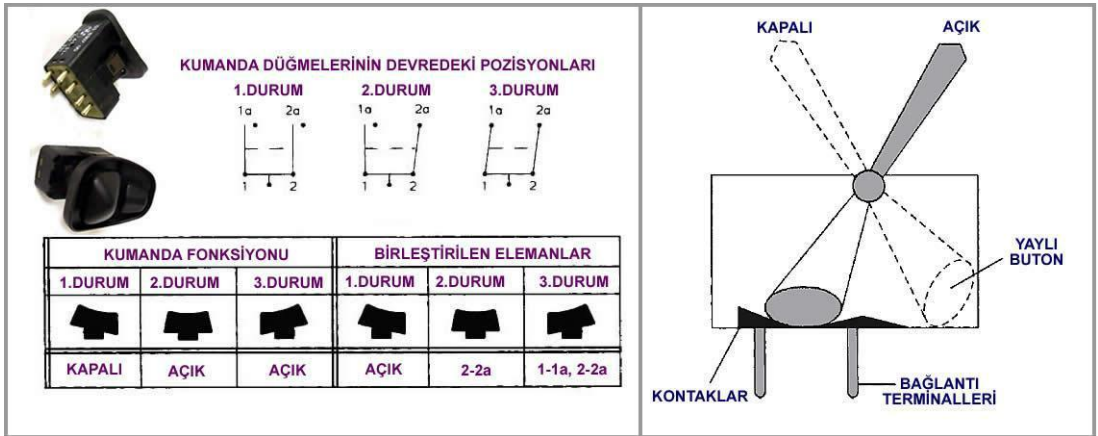 KUMANDA DÜĞMELERİNİN DEVREDEKİ POZİSYONLARI
1.DURUM 2.DURUM 3.DURUM
1a 2a 1a 2a 1a 2a
1 2 1 2 1 2
KUMANDA FONKSİYONU BİRLEŞTİRİLEN ELEMANLAR
1.DURUM 2.DURUM 3.DURUM 1.DURUM 2.DURUM 3.DURUM
KAPALI AÇIK AÇIK AÇIK 2-2a 1-1a, 2-2a
KAPALI AÇIK
YAYLI
BUTON
KONTAKLAR
BAĞLANTI
TERMİNALLERİ